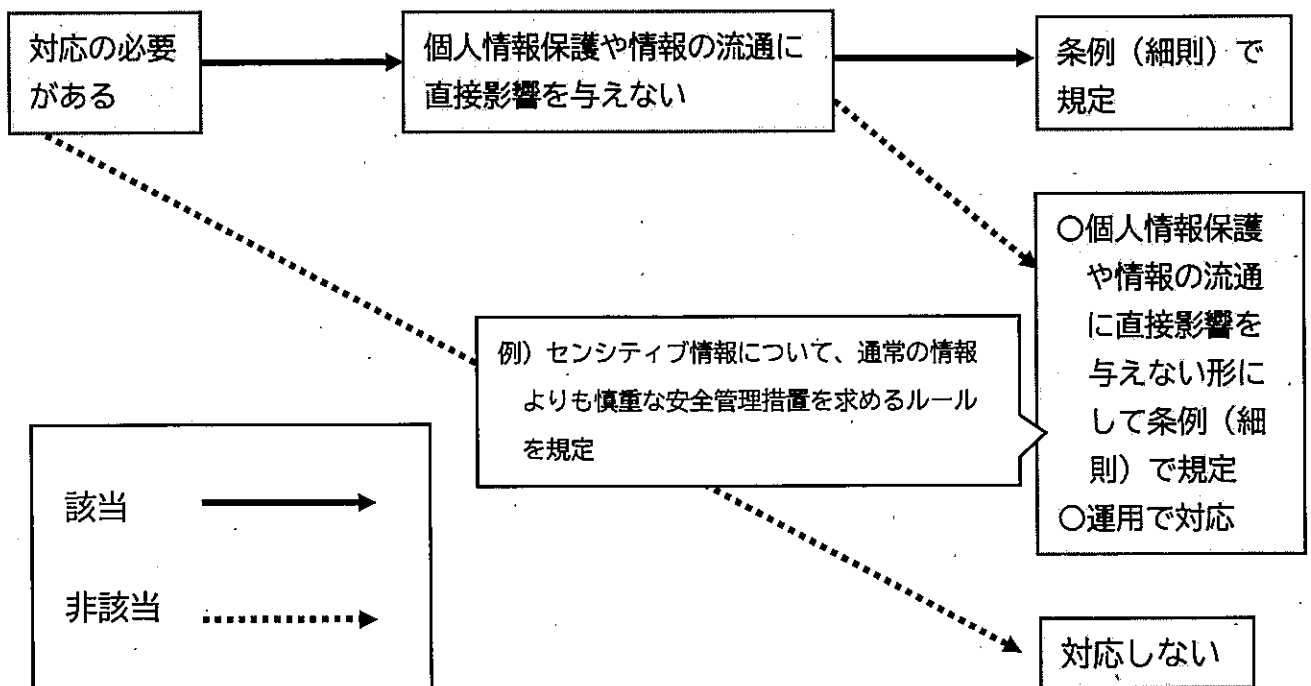 対応の必要
がある
個人情報保護や情報の流通に
直接影響を与えない
条例（細則）で
規定
○個人情報保護
や情報の流通
に直接影響を
与えない形に
して条例（細
則）で規定
○運用で対応
例）センシティブ情報について、通常の情報
よりも慎重な安全管理措置を求めるルール
を規定
該当
非該当
対応しない